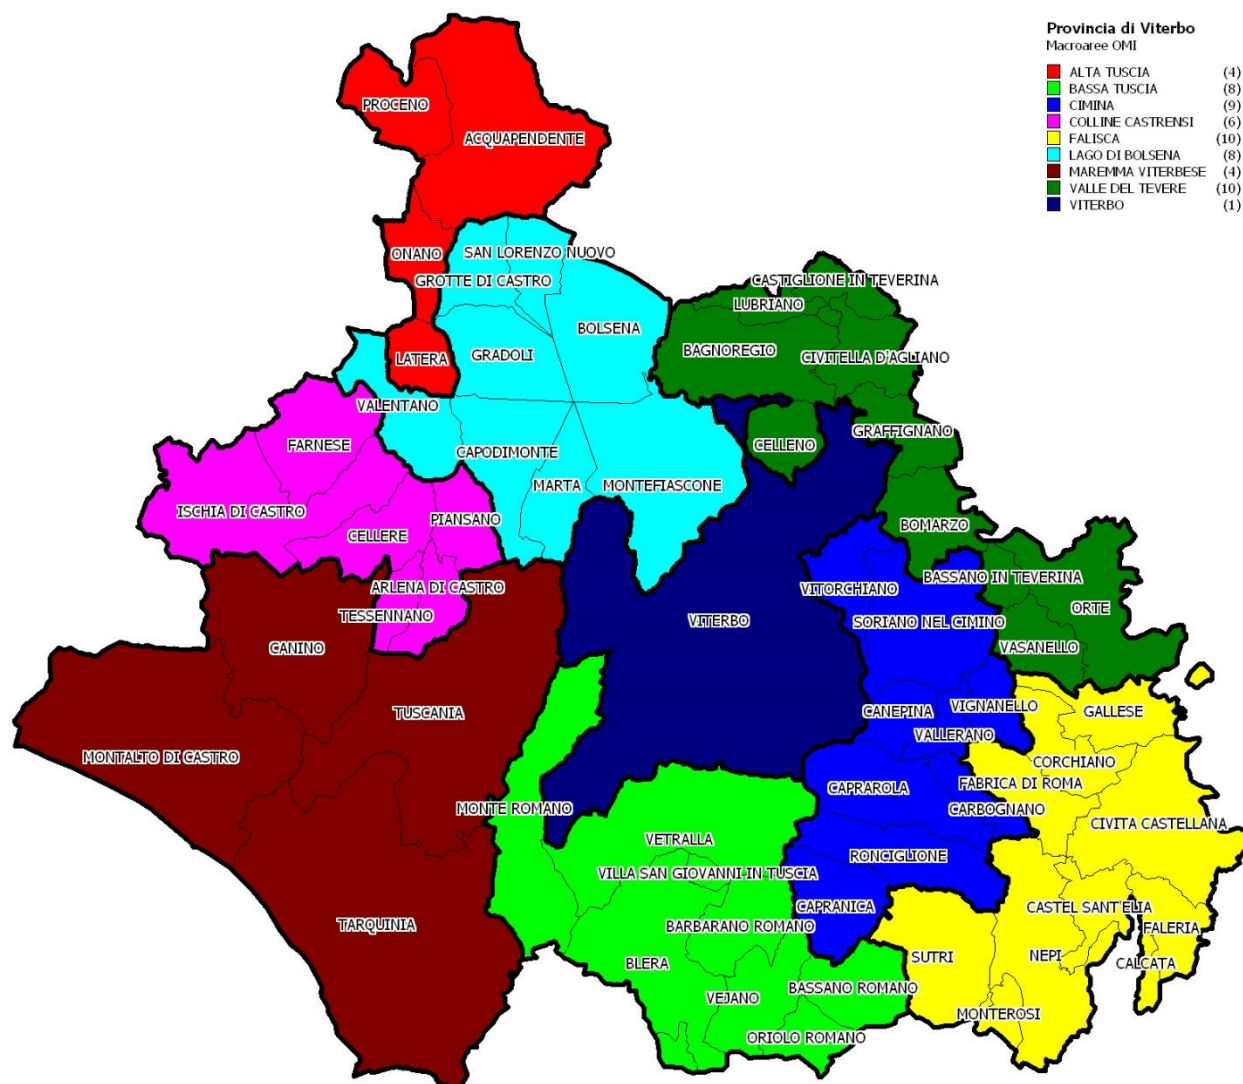 Provincia di Viterbo
Macroaree OMI
ALTA TUSCIA (4)
BASSA TUSCIA (8)
CIMINA (9)
COLLINE CASTRENSI (6)
FALISCA (10)
LAGO DI BOLSENA (8)
MAREMMA VITERBESE (4)
VALLE DEL TEVERE (10)
VITERBO (1)
PROCENO
ACQUAPENDENTE
ONANO
SAN LORENZO NUOVO
GROTTE DI CASTRO
CASTIGLIONE IN TEVERINA
LUBRIANO
BOLSENA
BAGNOREGIO
CIVITELLA D'AGLIANO
LATERA
GRADOLI
VALENTANO
GRAFFIGNANO
FARNESE
CELLENO
CAPODIMONTE
MARTA
MONTEFIASCONE
ISCHIA DI CASTRO
PIANSANO
CELLERE
BOMARZO
ARLENA DI CASTRO
VITORCHIANO
BASSANO IN TEVERINA
TESSENNANO
VITERBO
SORIANO NEL CIMINO
ORTE
CANINO
VASANELLO
TUSCANIA
CANEPINA
VIGNANELLO
GALLESE
VALLERANO
MONTALTO DI CASTRO
CORCHIANO
CAPRAROLA
FABRICA DI ROMA
MONTE ROMANO
CARBOGNANO
CIVITA CASTELLANA
VETRALLA
RONCIGLIONE
VILLA SAN GIOVANNI IN TUSCIA
CAPRANICA
CASTEL SANT'ELIA
TARQUINIA
BARBARANO ROMANO
FALERIA
BLERA
SUTRI
NEPI
CALCATA
VEJANO
BASSANO ROMANO
MONTEROSI
ORIOLO ROMANO